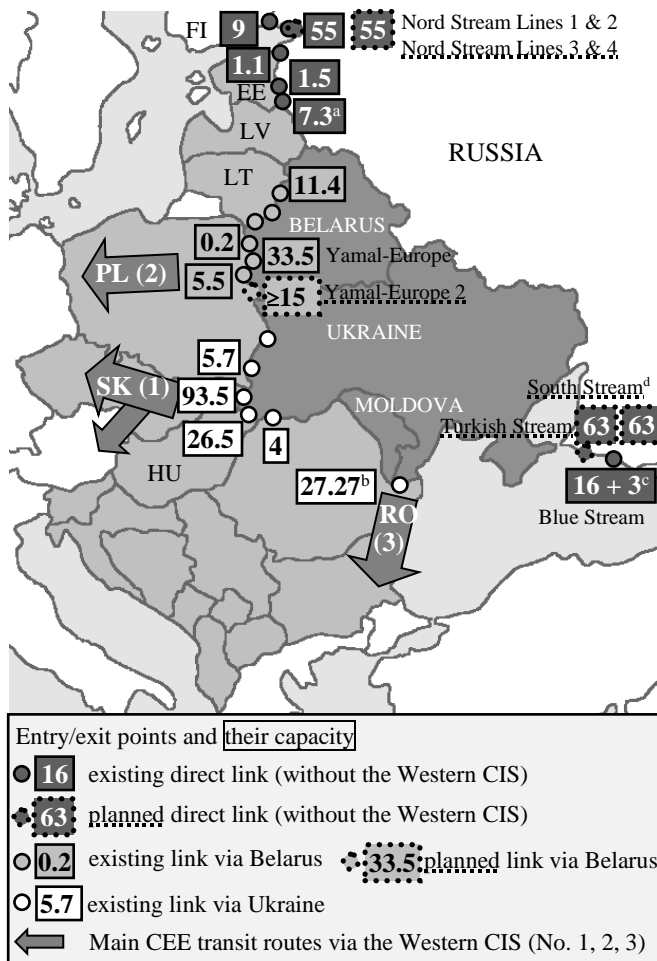 FI 9 55 55 Nord Stream Lines 1 & 2
Nord Stream Lines 3 & 4
1.1 1.5
EE
7.3ᵃ
LV
RUSSIA
LT 11.4
BELARUS
0.2 33.5 Yamal-Europe
PL (2) 5.5
≥15 Yamal-Europe 2
UKRAINE
5.7
SK (1) 93.5
South Streamᵈ
MOLDOVA
Turkish Stream 63 63
26.5 4
HU
27.27ᵇ 16 + 3ᶜ
RO Blue Stream
(3)
Entry/exit points and their capacity
16 existing direct link (without the Western CIS)
63 planned direct link (without the Western CIS)
0.2 existing link via Belarus 33.5 planned link via Belarus
5.7 existing link via Ukraine
Main CEE transit routes via the Western CIS (No. 1, 2, 3)